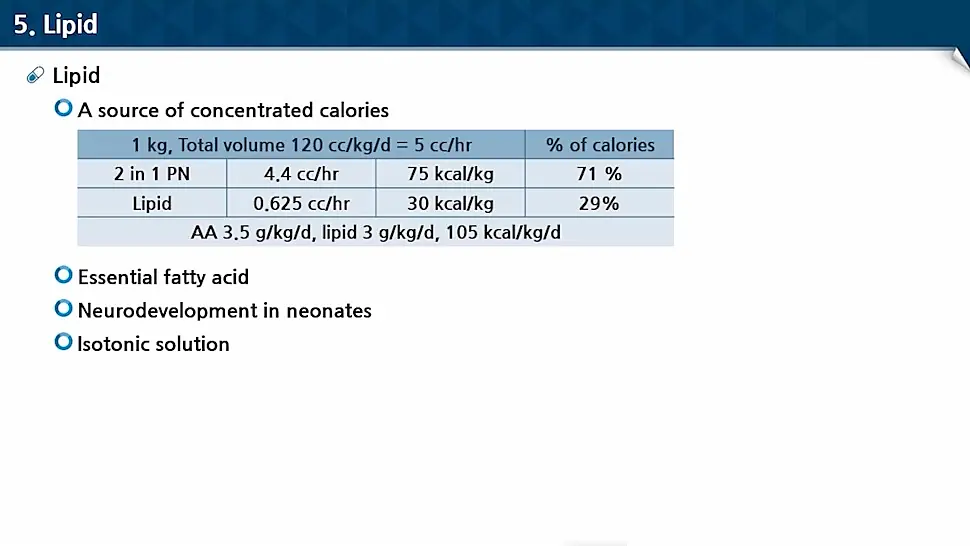 5. Lipid
Lipid
A source of concentrated calories
1 kg, Total volume 120 cc/kg/d = 5 cc/hr % of calories
2 in 1 PN 4.4 cc/hr 75 kcal/kg 71 %
Lipid 0.625 cc/hr 30 kcal/kg 29%
AA 3.5 g/kg/d, lipid 3 g/kg/d, 105 kcal/kg/d
Essential fatty acid
Neurodevelopment in neonates
Isotonic solution